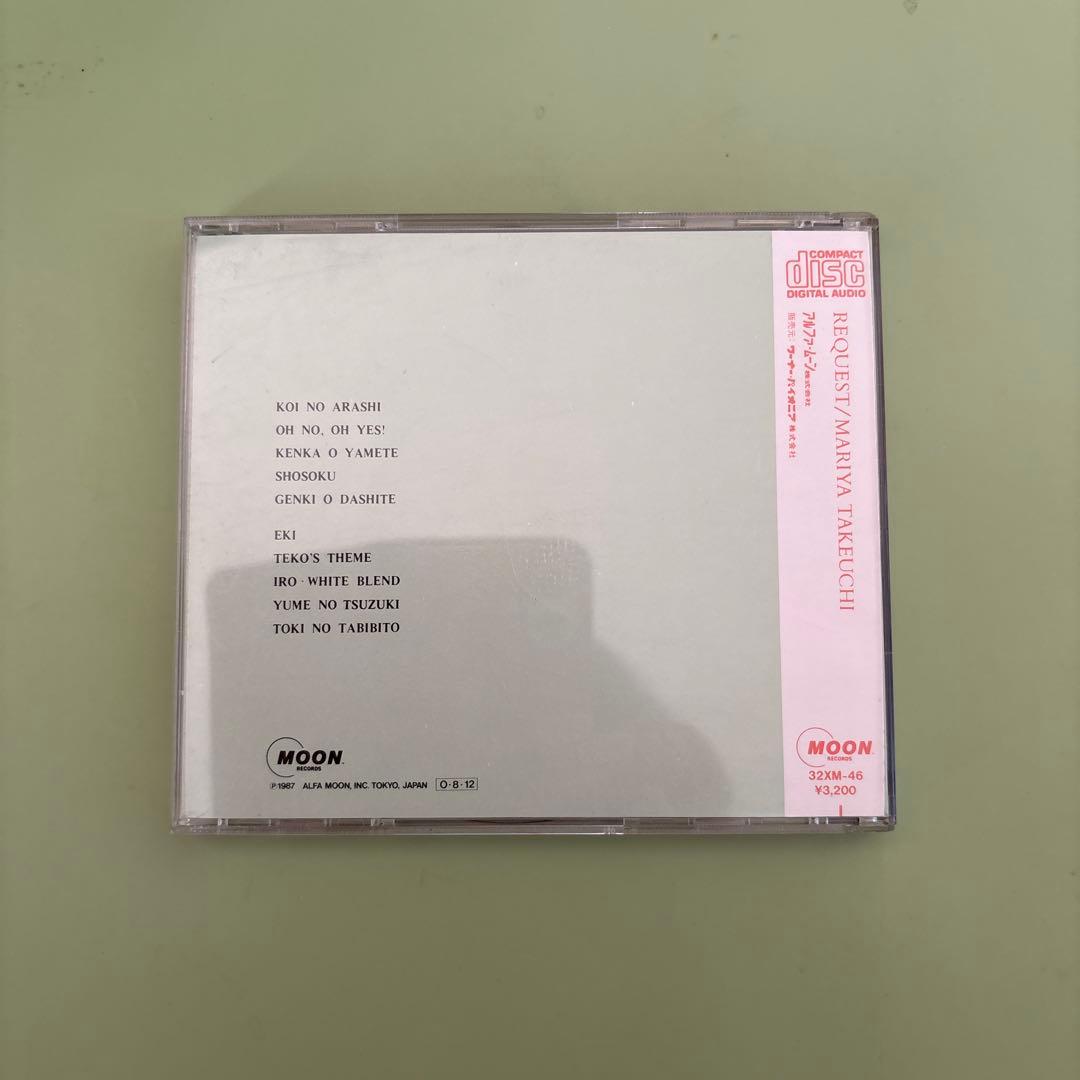 KOI NO ARASHI
OH NO, OH YES!
KENKA O YAMETE
SHOSOKU
GENKI O DASHITE
EKI
TEKO'S THEME
IRO · WHITE BLEND
YUME NO TSUZUKI
TOKI NO TABIBITO
MOON
RECORDS
℗1987 ALFA MOON, INC. TOKYO, JAPAN O·8·12
COMPACT
disc
DIGITAL AUDIO
REQUEST/MARIYA TAKEUCHI
アルファ・ムーン株式会社
販売元：ワーナー・パイオニア株式会社
MOON
RECORDS
32XM-46
¥3,200